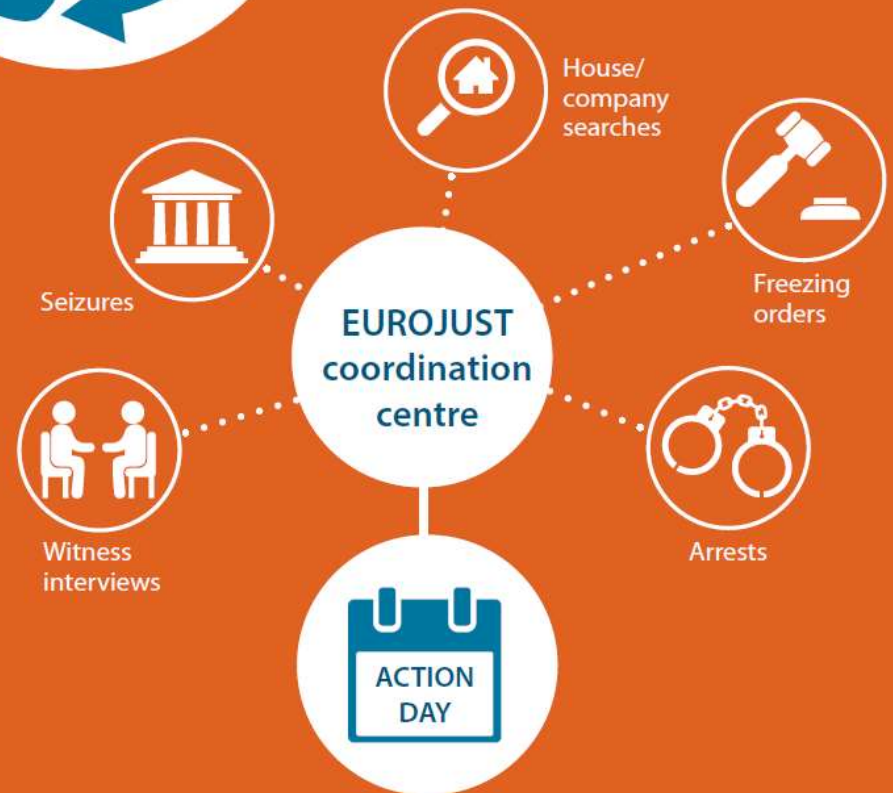 House/
company
searches
Seizures
Freezing
orders
EUROJUST
coordination
centre
Witness
interviews
Arrests
ACTION
DAY